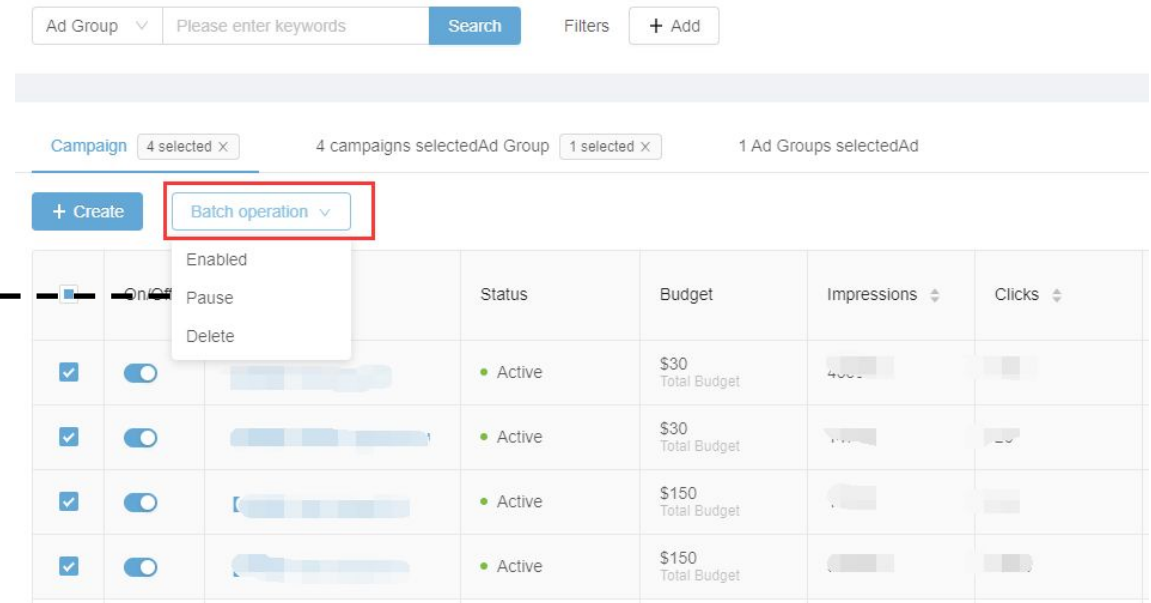 Ad Group Please enter keywords Search Filters + Add
Campaign 4 selected × 4 campaigns selectedAd Group 1 selected × 1 Ad Groups selectedAd
+ Create Batch operation
Enabled
On/Off Status Budget Impressions Clicks
Pause
Delete
Active $30
Total Budget
Active $30
Total Budget
Active $150
Total Budget
Active $150
Total Budget